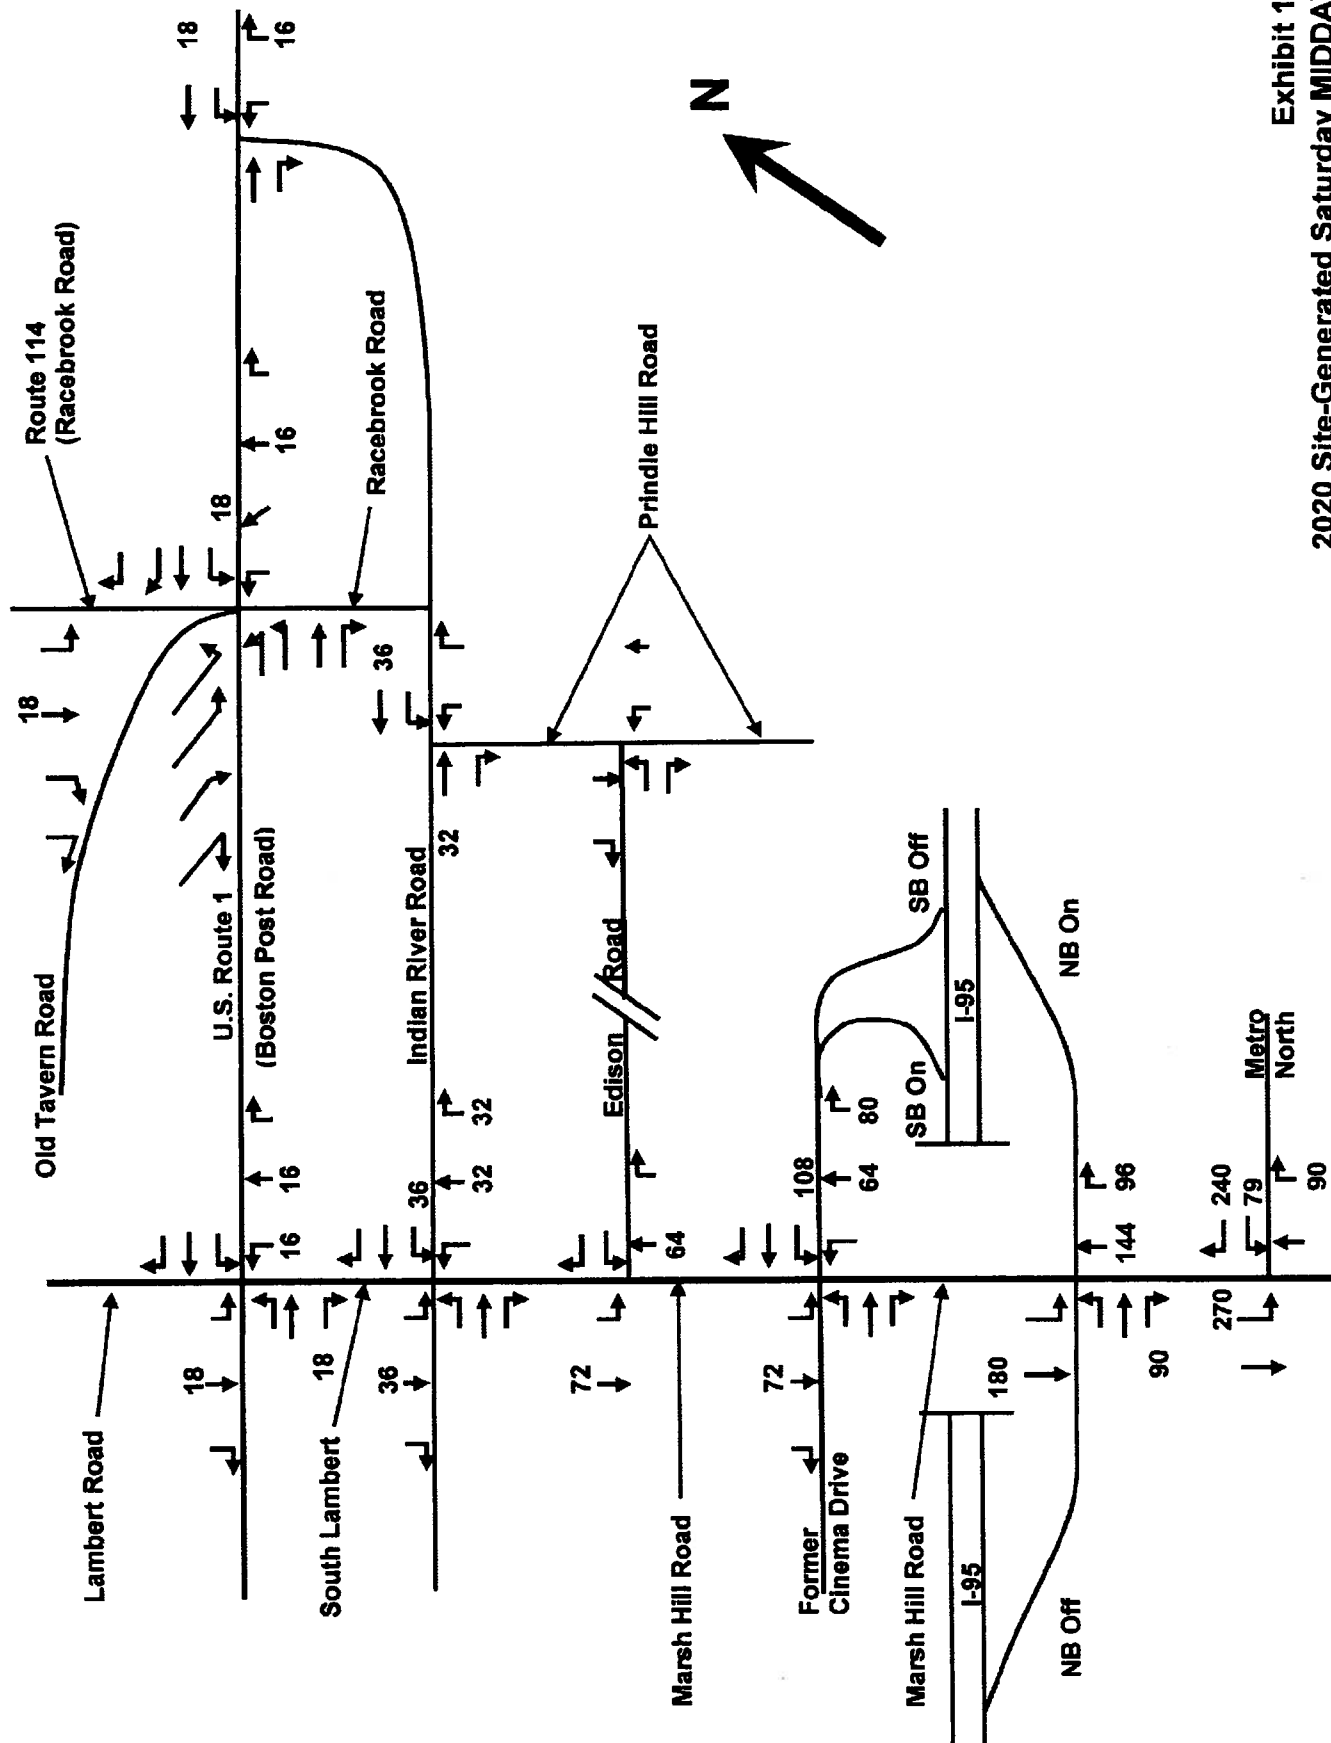 18
16
Route 114
(Racebrook Road)
N
Exhibit 1
2020 Site-Generated Saturday MIDDAY
16
Racebrook Road
18
Prindle Hill Road
18
36
32
Old Tavern Road
U.S. Route 1
(Boston Post Road)
Indian River Road
Edison Road
SB Off
SB On
I-95
NB On
Metro
North
32
80
16
36
32
108
64
96
240
79
90
16
64
144
18
18
36
72
72
180
90
270
Lambert Road
South Lambert
Marsh Hill Road
Former
Cinema Drive
Marsh Hill Road
I-95
NB Off